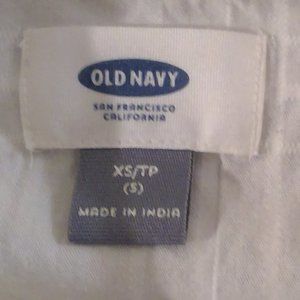 OLD NAVY
SAN FRANCISCO
CALIFORNIA
XS/TP
(S)
MADE IN INDIA